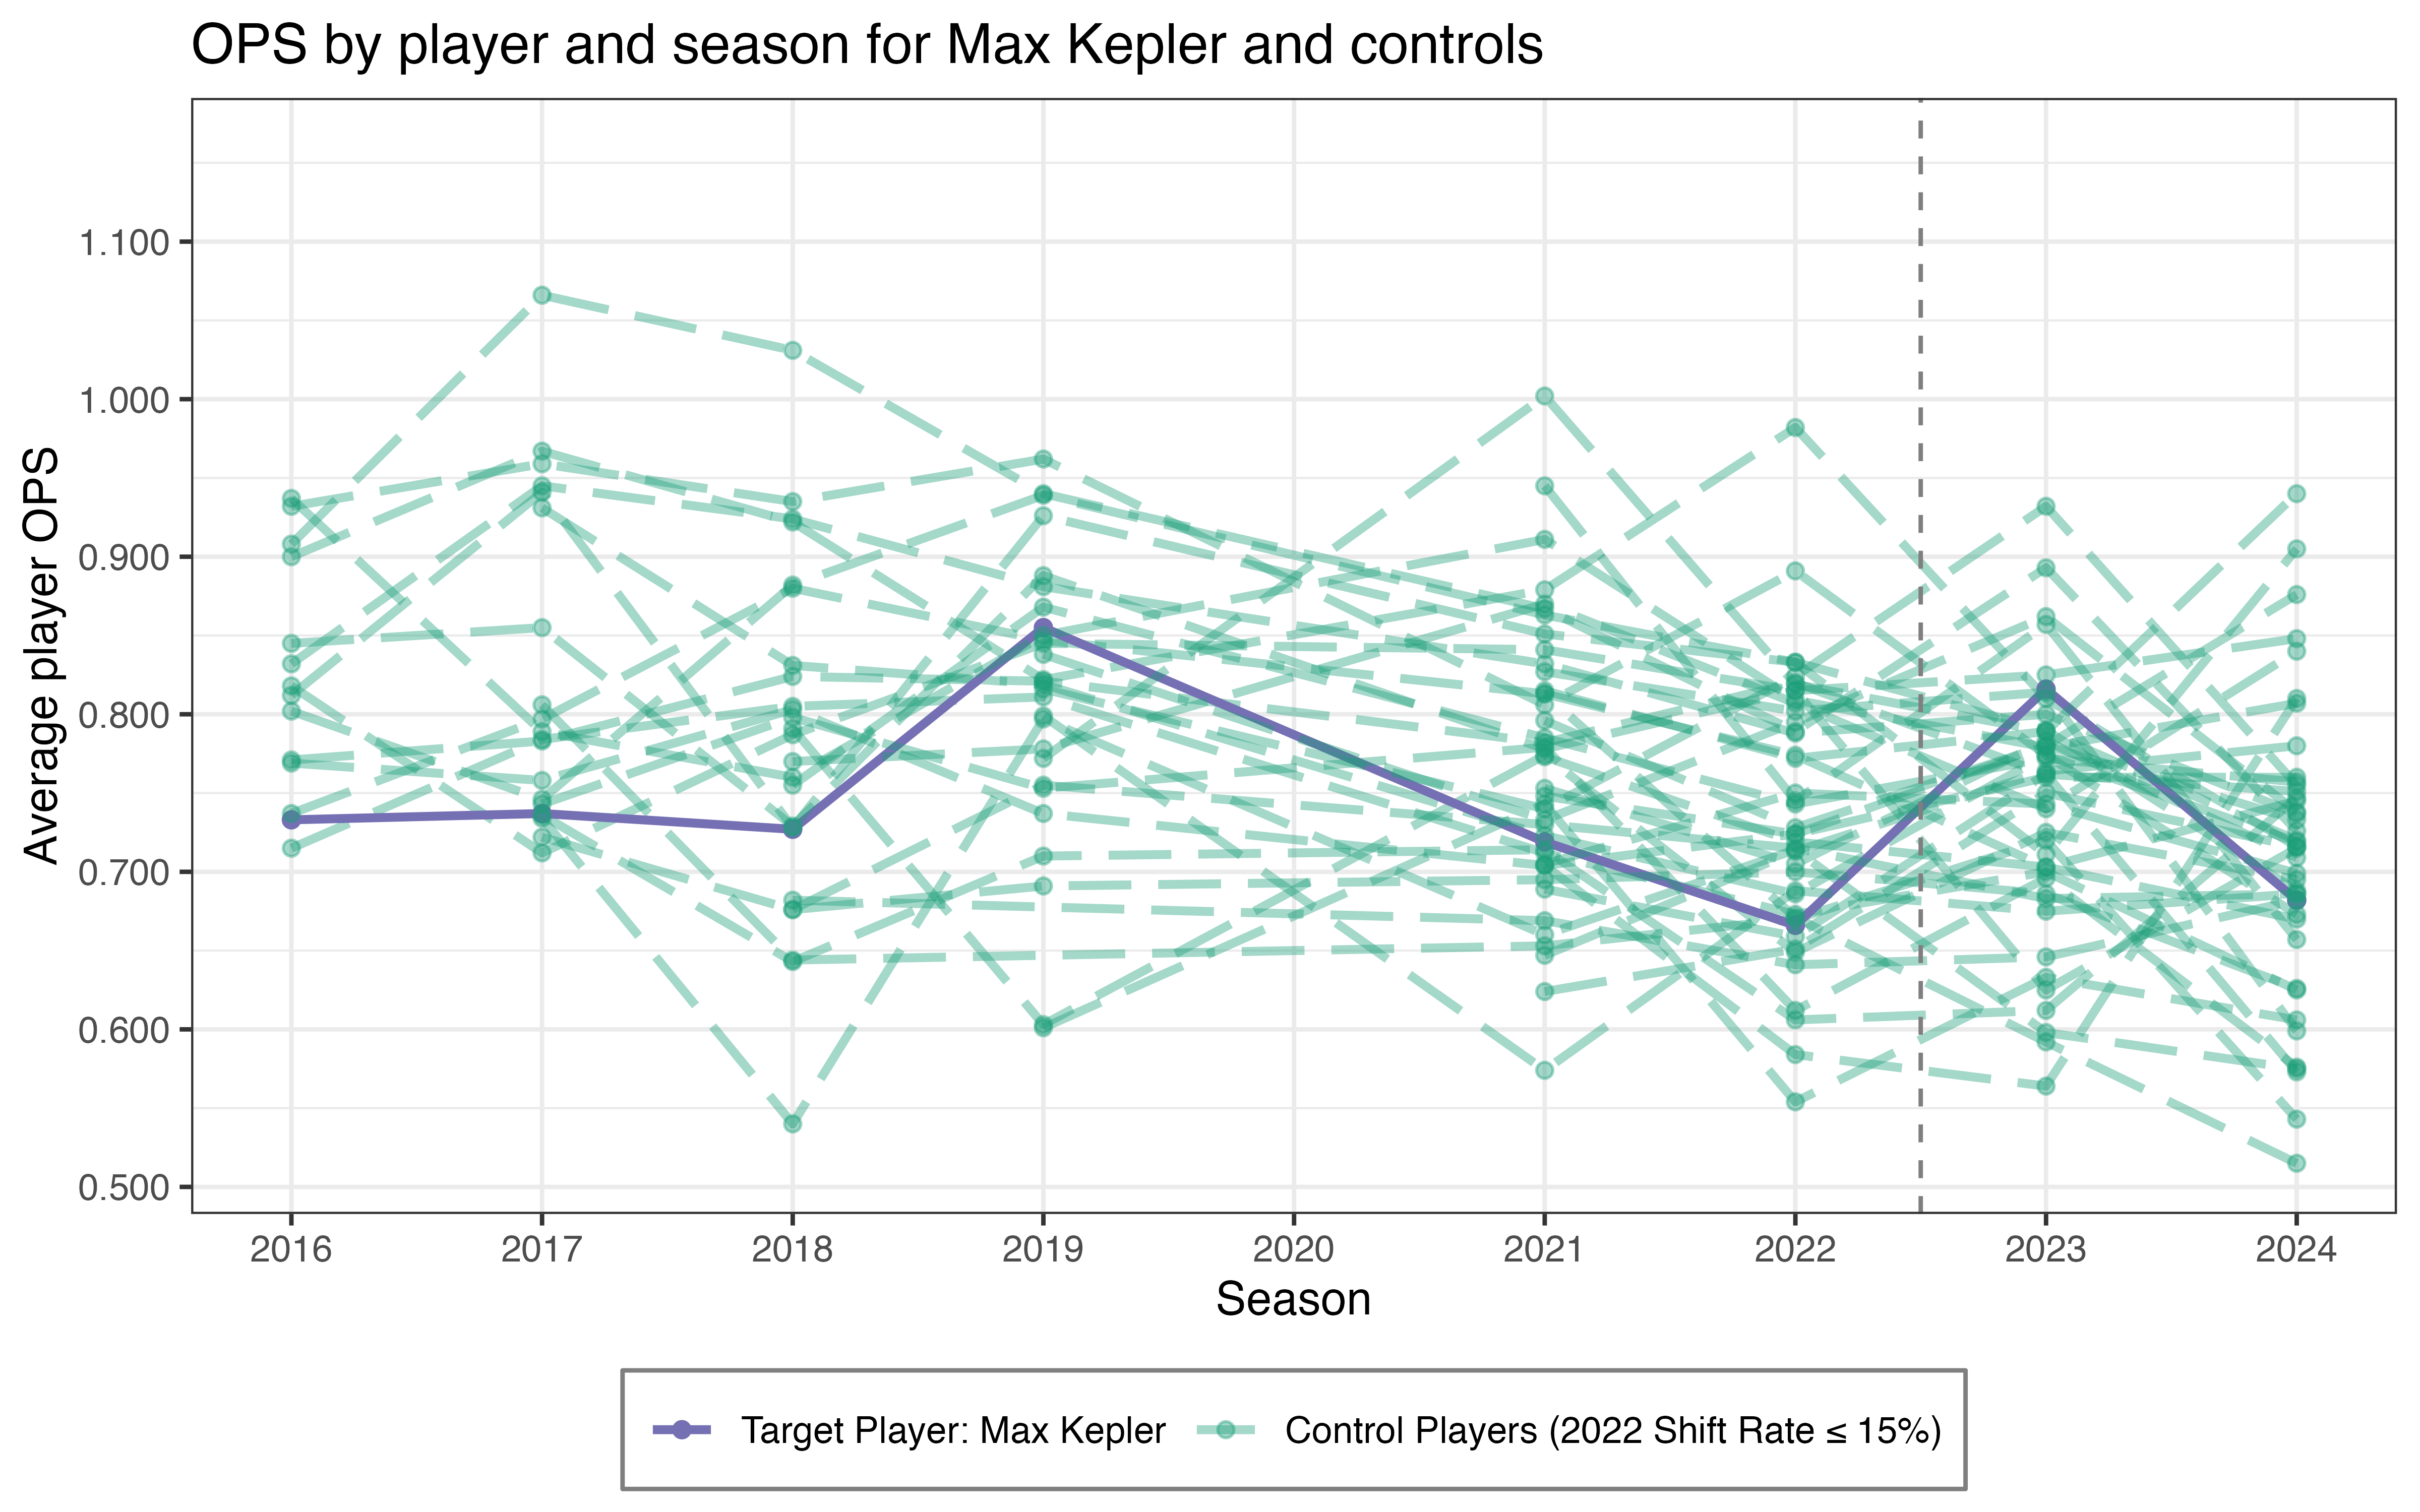 OPS by player and season for Max Kepler and controls
Average player OPS
1.100
1.000
0.900
0.800
0.700
0.600
0.500
2016 2017 2018 2019 2020 2021 2022 2023 2024
Season
Target Player: Max Kepler Control Players (2022 Shift Rate ≤ 15%)